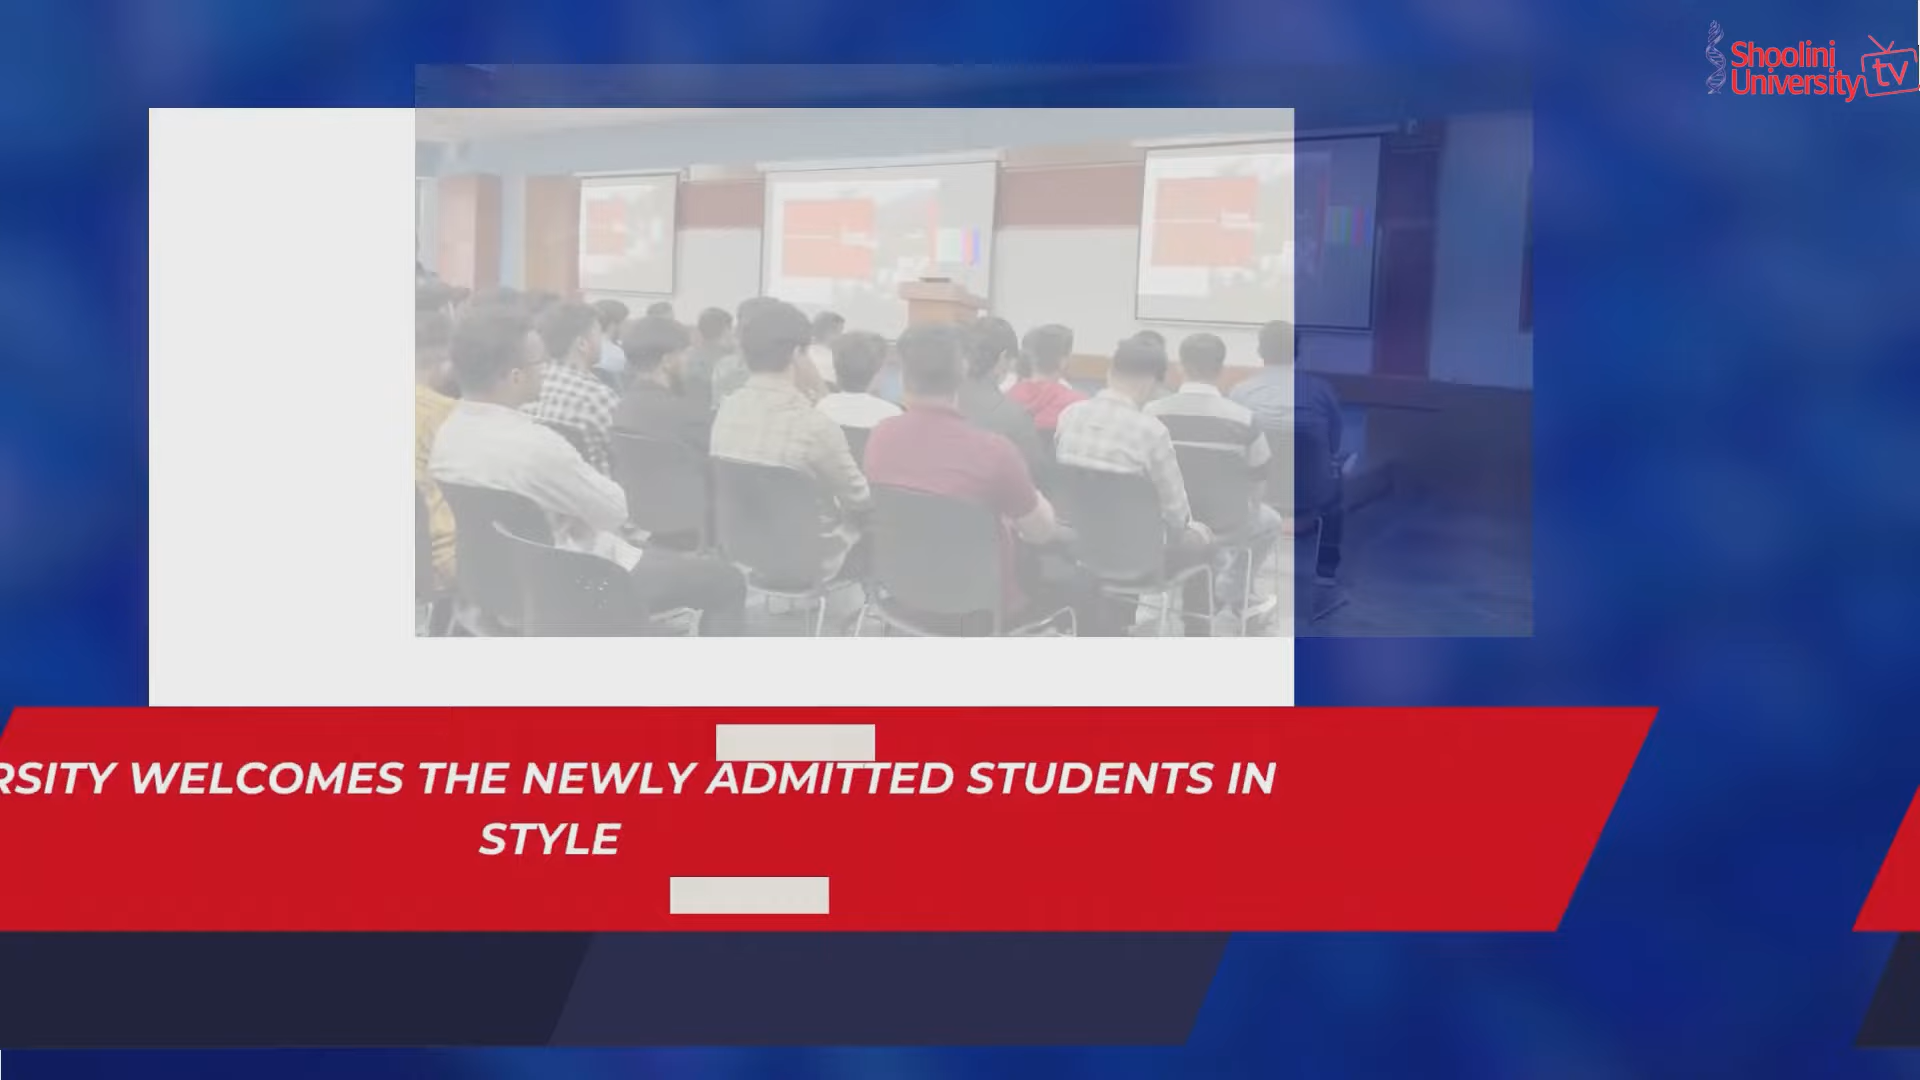 Shoolini
University
tv
RSITY WELCOMES THE NEWLY ADMITTED STUDENTS IN
STYLE